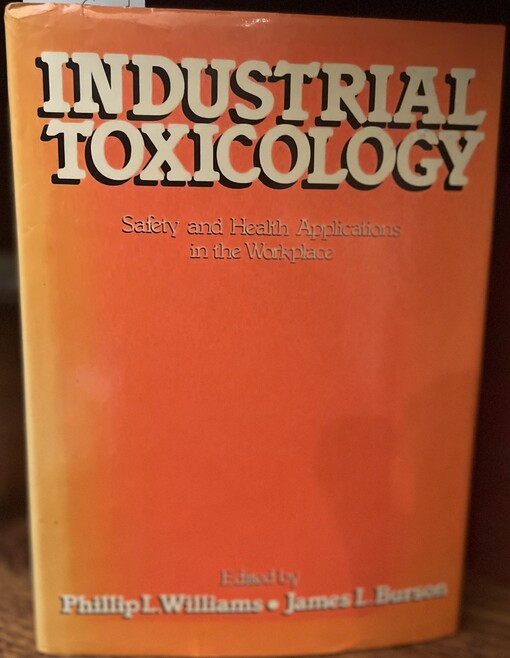 INDUSTRIAL
TOXICOLOGY
Safety and Health Applications
in the Workplace
Edited by
Phillip L. Williams • James L. Burson